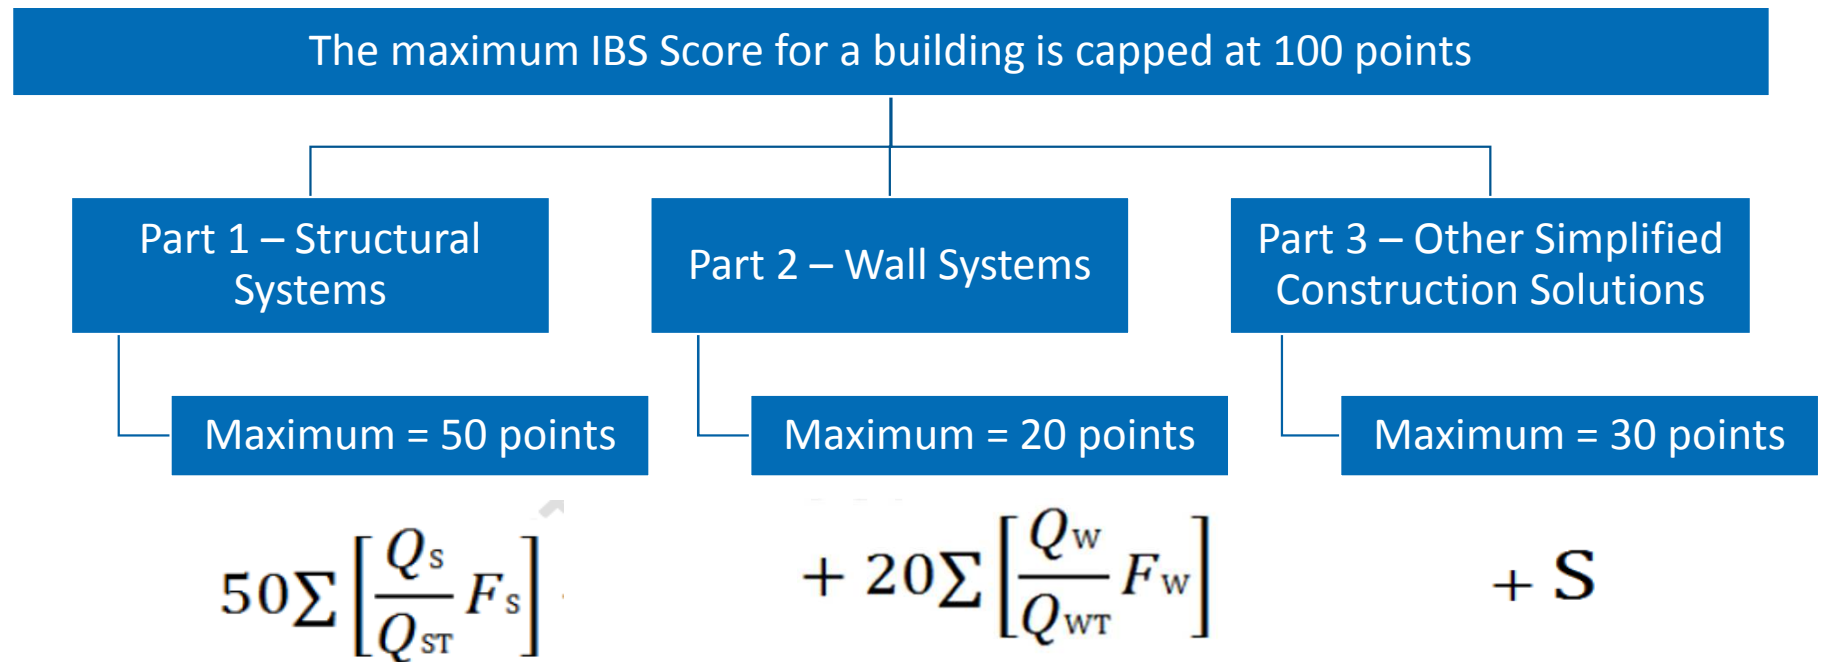 The maximum IBS Score for a building is capped at 100 points
Part 1 – Structural
Systems
Part 2 – Wall Systems
Part 3 – Other Simplified
Construction Solutions
Maximum = 50 points
Maximum = 20 points
Maximum = 30 points
50∑ [Qs/QST Fs] + 20∑ [Qw/QWT Fw] + S